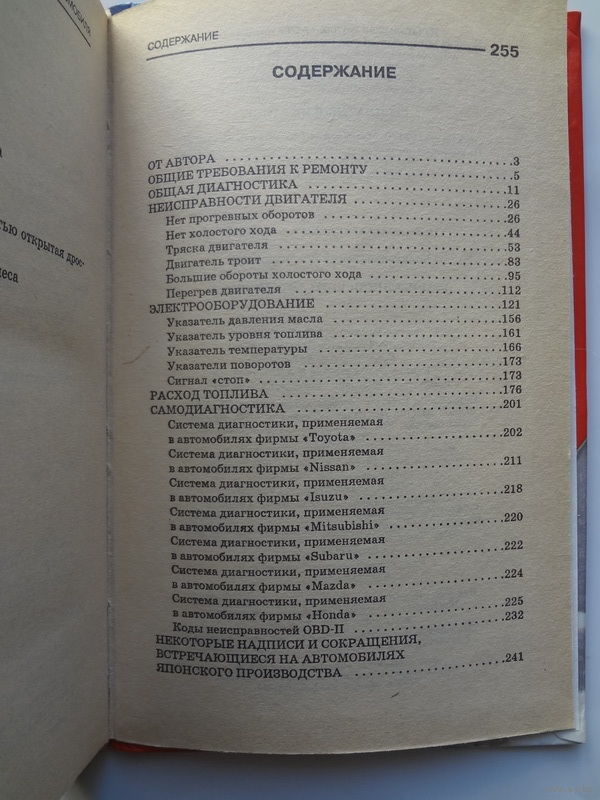 СОДЕРЖАНИЕ 255
СОДЕРЖАНИЕ
ОТ АВТОРА 3
ОБЩИЕ ТРЕБОВАНИЯ К РЕМОНТУ 5
ОБЩАЯ ДИАГНОСТИКА 11
НЕИСПРАВНОСТИ ДВИГАТЕЛЯ 26
Нет прогревных оборотов 26
Нет холостого хода 44
Тряска двигателя 53
Двигатель троит 83
Большие обороты холостого хода 95
Перегрев двигателя 112
ЭЛЕКТРООБОРУДОВАНИЕ 121
Указатель давления масла 156
Указатель уровня топлива 161
Указатель температуры 166
Указатели поворотов 173
Сигнал «стоп» 173
РАСХОД ТОПЛИВА 176
САМОДИАГНОСТИКА 201
Система диагностики, применяемая
в автомобилях фирмы «Toyota» 202
Система диагностики, применяемая
в автомобилях фирмы «Nissan» 211
Система диагностики, применяемая
в автомобилях фирмы «Isuzu» 218
Система диагностики, применяемая
в автомобилях фирмы «Mitsubishi» 220
Система диагностики, применяемая
в автомобилях фирмы «Subaru» 222
Система диагностики, применяемая
в автомобилях фирмы «Mazda» 224
Система диагностики, применяемая
в автомобилях фирмы «Honda» 225
Коды неисправностей OBD-II 232
НЕКОТОРЫЕ НАДПИСИ И СОКРАЩЕНИЯ,
ВСТРЕЧАЮЩИЕСЯ НА АВТОМОБИЛЯХ
ЯПОНСКОГО ПРОИЗВОДСТВА 241